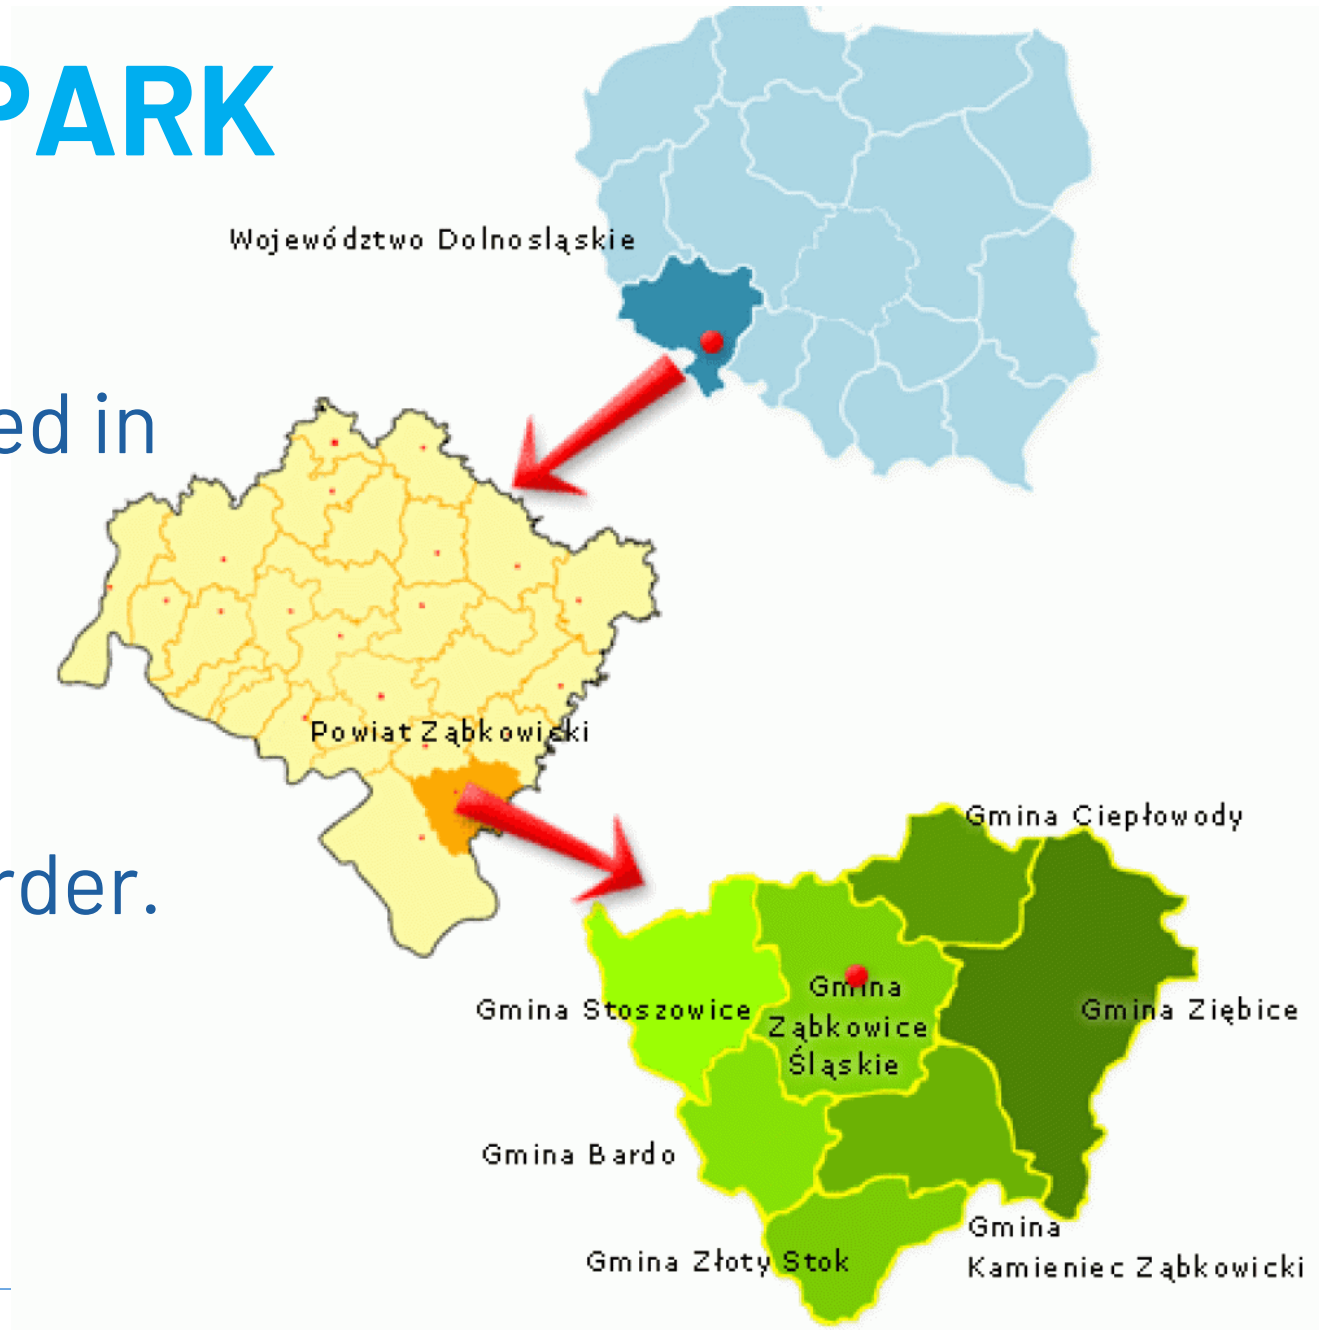 PARK
Województwo Dolnosląskie
ed in
Powiat Ząbkowicki
rder.
Gmina Ciepłowody
Gmina Stoszowice
Gmina
Ząbkowice
Śląskie
Gmina Ziębice
Gmina Bardo
Gmina Złoty Stok
Gmina
Kamieniec Ząbkowicki